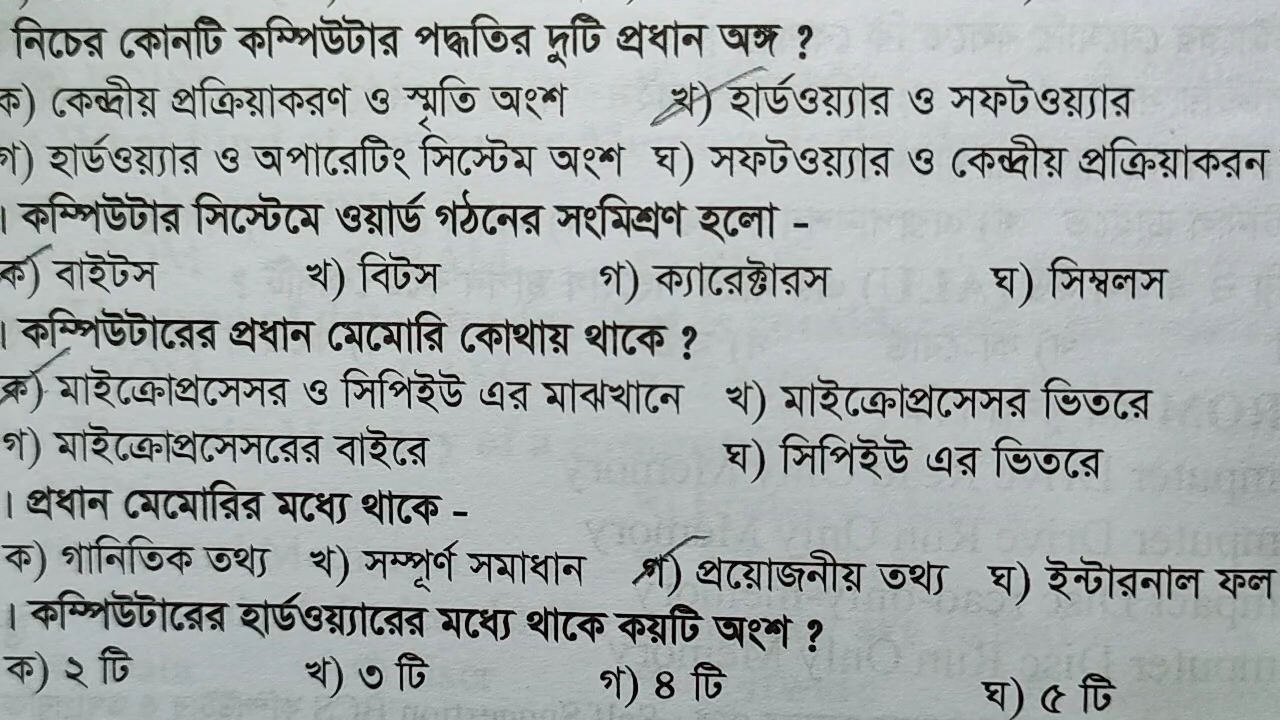 নিচের কোনটি কম্পিউটার পদ্ধতির দুটি প্রধান অঙ্গ ?
ক) কেন্দ্রীয় প্রক্রিয়াকরণ ও স্মৃতি অংশ খ) হার্ডওয়্যার ও সফটওয়্যার
গ) হার্ডওয়্যার ও অপারেটিং সিস্টেম অংশ ঘ) সফটওয়্যার ও কেন্দ্রীয় প্রক্রিয়াকরন
। কম্পিউটার সিস্টেমে ওয়ার্ড গঠনের সংমিশ্রণ হলো -
ক) বাইটস খ) বিটস গ) ক্যারেক্টারস ঘ) সিম্বলস
। কম্পিউটারের প্রধান মেমোরি কোথায় থাকে ?
ক) মাইক্রোপ্রসেসর ও সিপিইউ এর মাঝখানে খ) মাইক্রোপ্রসেসর ভিতরে
গ) মাইক্রোপ্রসেসরের বাইরে ঘ) সিপিইউ এর ভিতরে
। প্রধান মেমোরির মধ্যে থাকে -
ক) গানিতিক তথ্য খ) সম্পূর্ণ সমাধান গ) প্রয়োজনীয় তথ্য ঘ) ইন্টারনাল ফল
। কম্পিউটারের হার্ডওয়্যারের মধ্যে থাকে কয়টি অংশ ?
ক) ২ টি খ) ৩ টি গ) ৪ টি ঘ) ৫ টি